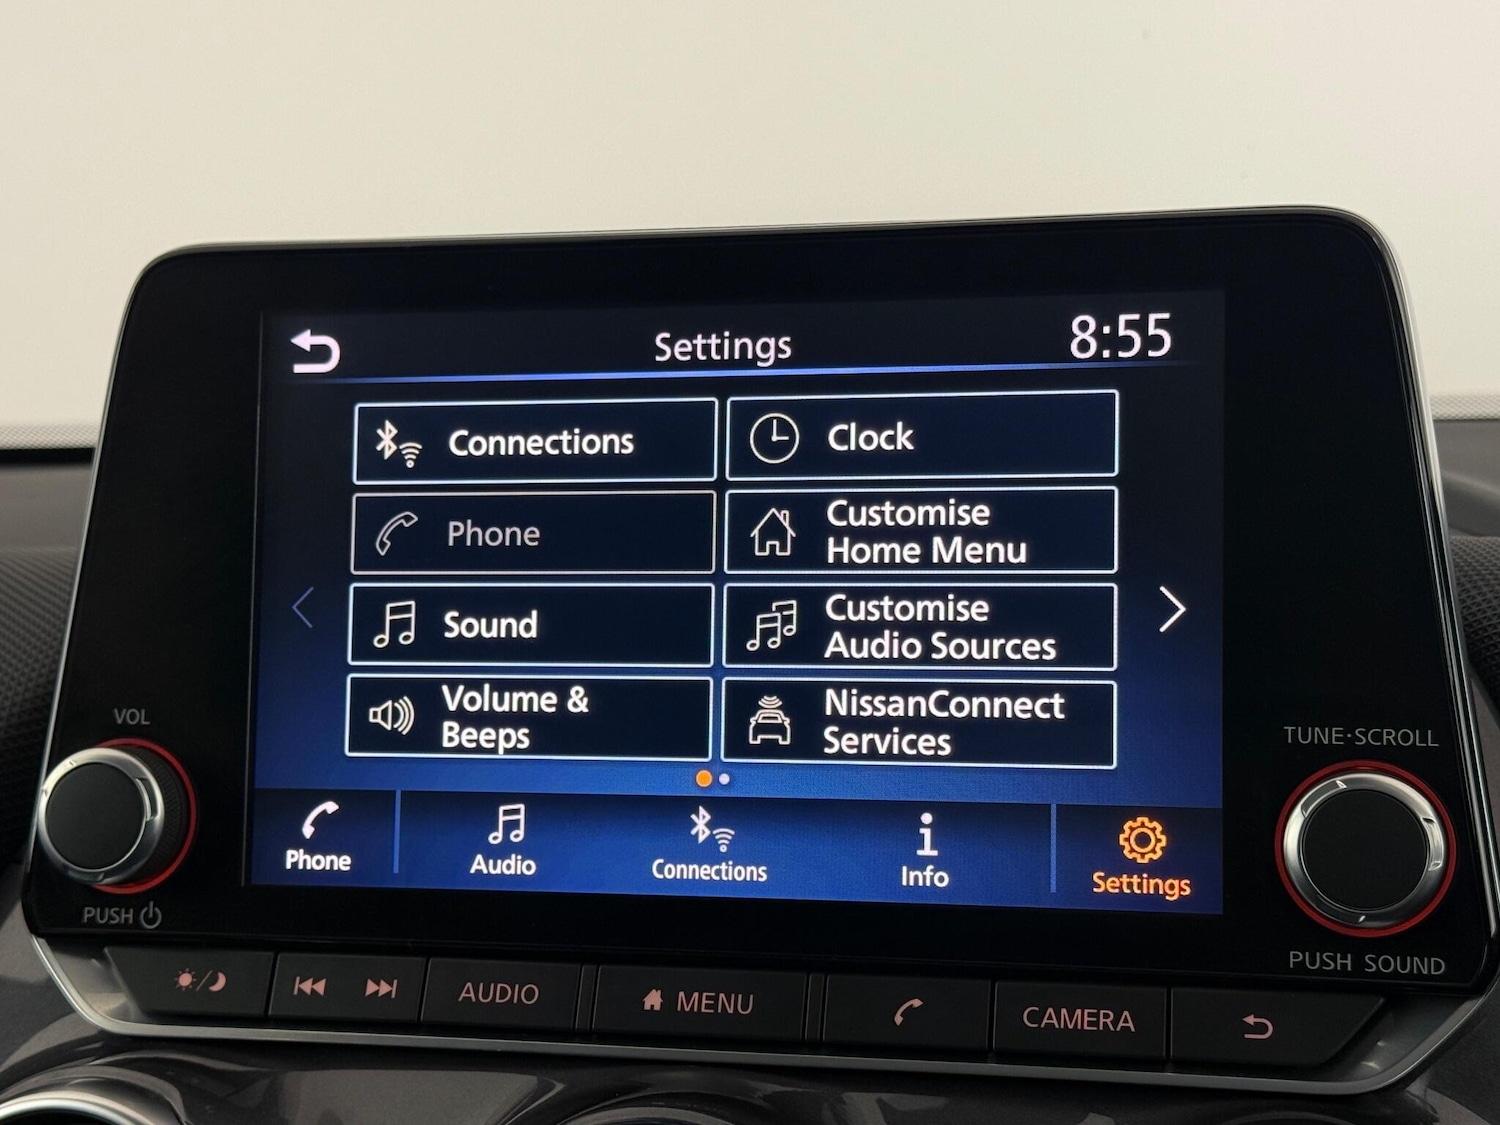 Settings
8:55
Connections
Clock
Phone
Customise
Home Menu
Sound
Customise
Audio Sources
Volume &
Beeps
NissanConnect
Services
Phone
Audio
Connections
Info
Settings
VOL
PUSH
TUNE·SCROLL
PUSH SOUND
AUDIO
MENU
CAMERA